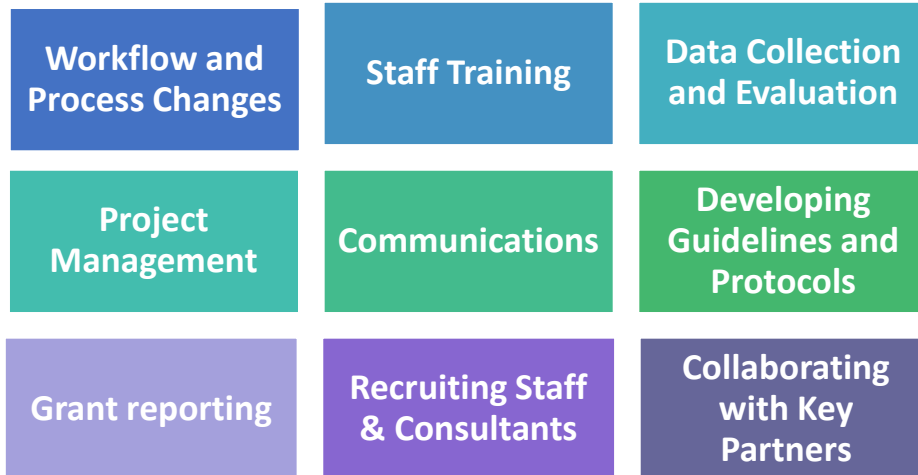 Workflow and
Process Changes
Staff Training
Data Collection
and Evaluation
Project
Management
Communications
Developing
Guidelines and
Protocols
Grant reporting
Recruiting Staff
& Consultants
Collaborating
with Key
Partners